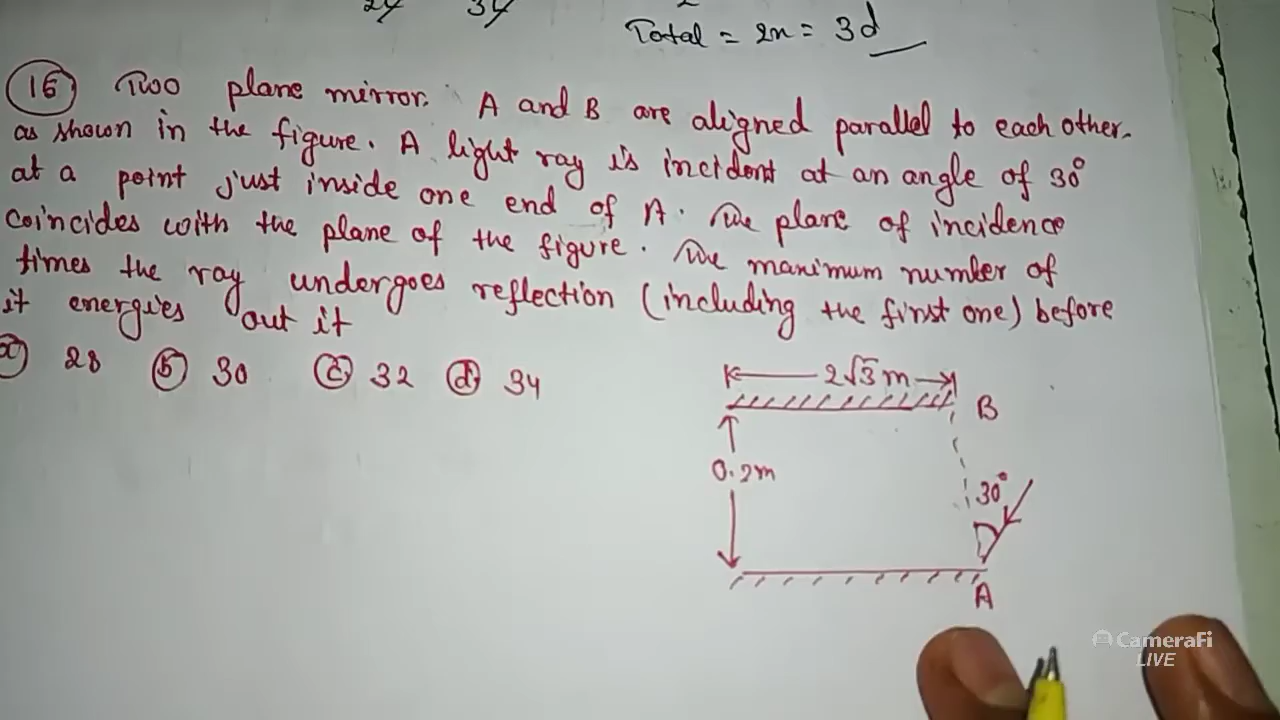 Total = 2n = 3d
16 Two plane mirror. A and B are aligned parallel to each other.
as shown in the figure. A light ray is incident at an angle of 30°
at a point just inside one end of A. The plane of incidence
Coincides with the plane of the figure. The manimum number of
times the ray undergoes reflection (including the first one) before
it energies out it
a 28 b 30 c 32 d 34
2√3 m
B
0.2m
30°
A
CameraFi
LIVE